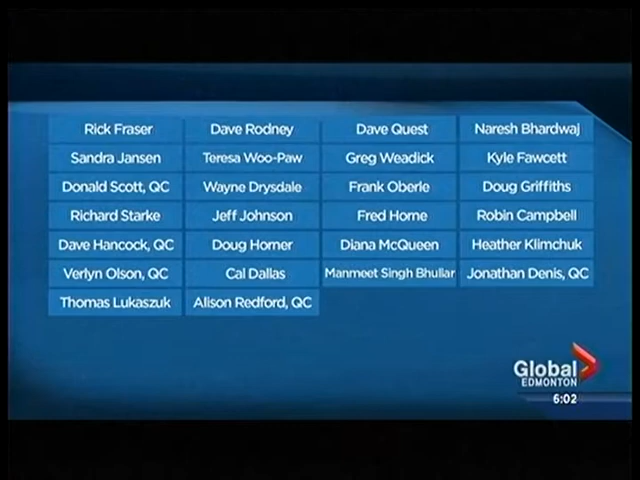 Rick Fraser Dave Rodney Dave Quest Naresh Bhardwaj
Sandra Jansen Teresa Woo-Paw Greg Weadick Kyle Fawcett
Donald Scott, QC Wayne Drysdale Frank Oberle Doug Griffiths
Richard Starke Jeff Johnson Fred Horne Robin Campbell
Dave Hancock, QC Doug Horner Diana McQueen Heather Klimchuk
Verlyn Olson, QC Cal Dallas Manmeet Singh Bhullar Jonathan Denis, QC
Thomas Lukaszuk Alison Redford, QC
Global
EDMONTON
6:02